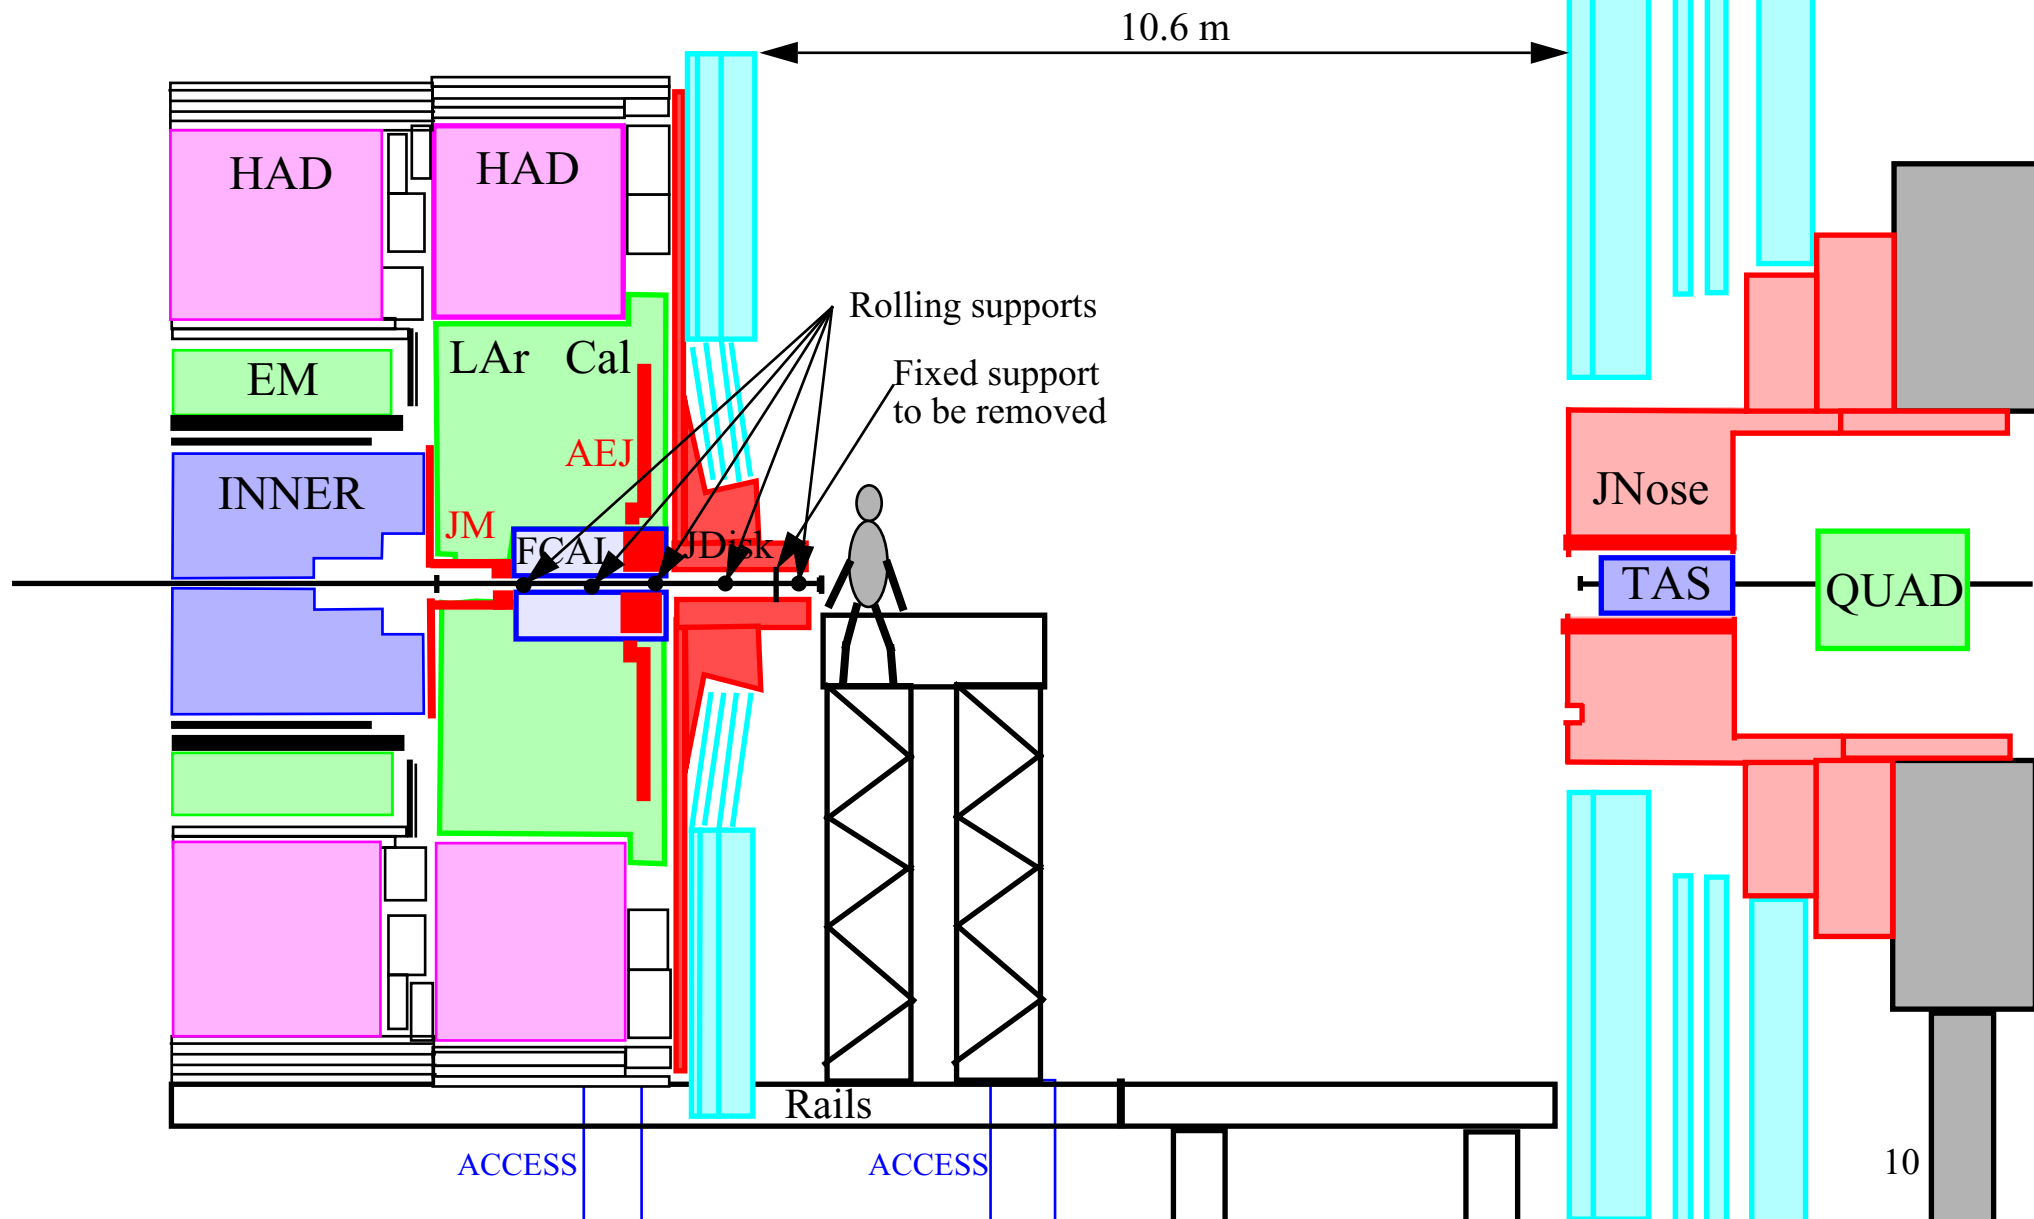 10.6 m
HAD
HAD
Rolling supports
LAr Cal
EM
Fixed support
to be removed
AEJ
INNER
JM
JNose
FCAL
JDisk
TAS
QUAD
Rails
ACCESS
ACCESS
10